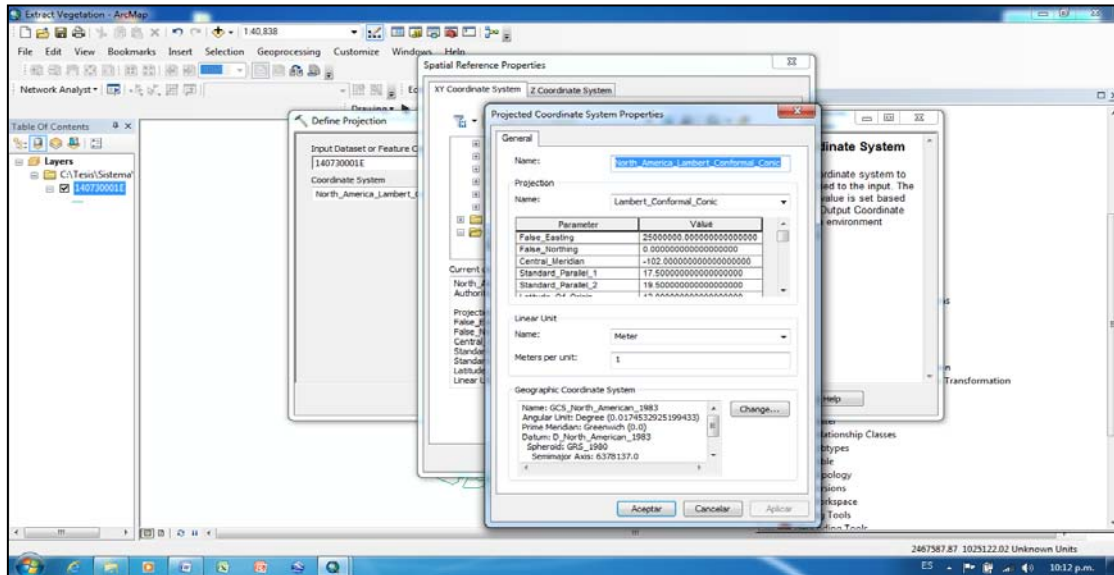 Extract Vegetation - ArcMap
1:40,838
File Edit View Bookmarks Insert Selection Geoprocessing Customize Windows Help
Network Analyst
Table Of Contents
Layers
C:\Tesis\Sistema
140730001E
Define Projection
Input Dataset or Feature C
140730001E
Coordinate System
North_America_Lambert_C
Spatial Reference Properties
XY Coordinate System
Z Coordinate System
Current c
North_A
Authori
Projecti
False_E
False_N
Central
Standar
Standar
Latitude
Linear U
Projected Coordinate System Properties
General
Name:
North_America_Lambert_Conformal_Conic
Projection
Name:
Lambert_Conformal_Conic
Parameter Value
False_Easting 25000000.000000000000000
False_Northing 0.000000000000000
Central_Meridian -102.000000000000000
Standard_Parallel_1 17.500000000000000
Standard_Parallel_2 19.500000000000000
Linear Unit
Name:
Meter
Meters per unit:
1
Geographic Coordinate System
Name: GCS_North_American_1983
Angular Unit: Degree (0.0174532925199433)
Prime Meridian: Greenwich (0.0)
Datum: D_North_American_1983
Spheroid: GRS_1980
Semimajor Axis: 6378137.0
Change...
Aceptar
Cancelar
Aplicar
dinate System
rdinate system to
ed to the input. The
value is set based
Output Coordinate
environment
Help
Transformation
lationship Classes
btypes
ble
pology
rsions
rkspace
g Tools
2467587.87 1025122.02 Unknown Units
ES
10:12 p.m.